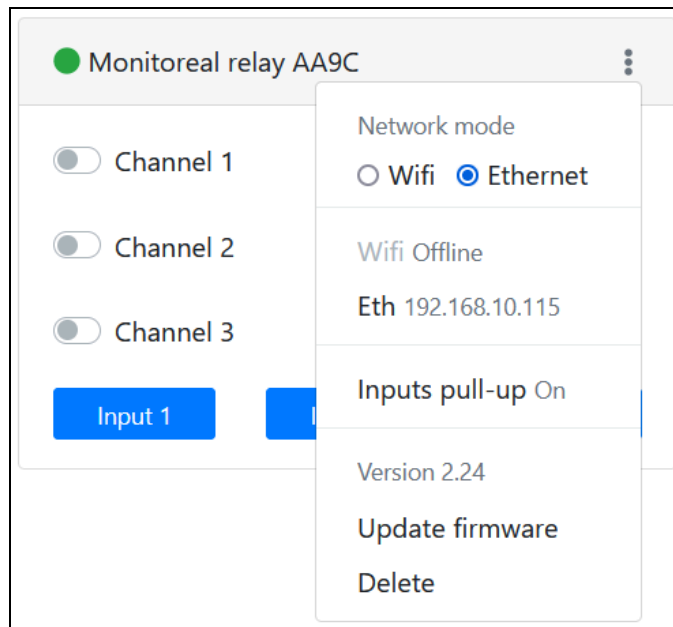 Monitoreal relay AA9C
Network mode
Wifi Ethernet
Channel 1
Channel 2
Channel 3
Wifi Offline
Eth 192.168.10.115
Inputs pull-up On
Input 1
Version 2.24
Update firmware
Delete